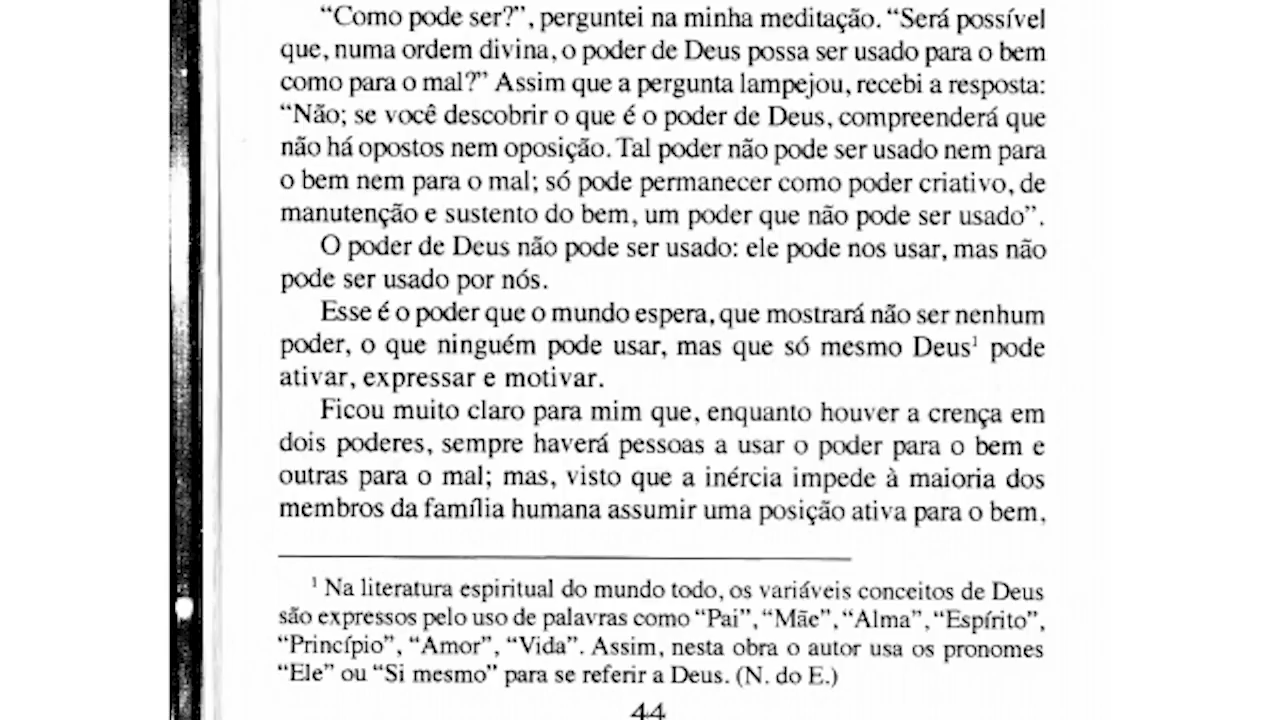 “Como pode ser?”, perguntei na minha meditação. “Será possível
que, numa ordem divina, o poder de Deus possa ser usado para o bem
como para o mal?” Assim que a pergunta lampejou, recebi a resposta:
“Não; se você descobrir o que é o poder de Deus, compreenderá que
não há opostos nem oposição. Tal poder não pode ser usado nem para
o bem nem para o mal; só pode permanecer como poder criativo, de
manutenção e sustento do bem, um poder que não pode ser usado”.
O poder de Deus não pode ser usado: ele pode nos usar, mas não
pode ser usado por nós.
Esse é o poder que o mundo espera, que mostrará não ser nenhum
poder, o que ninguém pode usar, mas que só mesmo Deus¹ pode
ativar, expressar e motivar.
Ficou muito claro para mim que, enquanto houver a crença em
dois poderes, sempre haverá pessoas a usar o poder para o bem e
outras para o mal; mas, visto que a inércia impede à maioria dos
membros da família humana assumir uma posição ativa para o bem,
¹ Na literatura espiritual do mundo todo, os variáveis conceitos de Deus
são expressos pelo uso de palavras como “Pai”, “Mãe”, “Alma”, “Espírito”,
“Princípio”, “Amor”, “Vida”. Assim, nesta obra o autor usa os pronomes
“Ele” ou “Si mesmo” para se referir a Deus. (N. do E.)
44